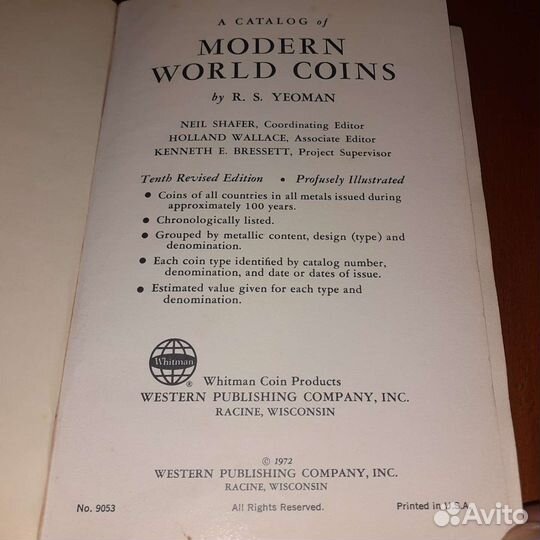 A CATALOG of
MODERN
WORLD COINS
by R. S. YEOMAN
NEIL SHAFER, Coordinating Editor
HOLLAND WALLACE, Associate Editor
KENNETH E. BRESSETT, Project Supervisor
Tenth Revised Edition • Profusely Illustrated
• Coins of all countries in all metals issued during
approximately 100 years.
• Chronologically listed.
• Grouped by metallic content, design (type) and
denomination.
• Each coin type identified by catalog number,
denomination, and date or dates of issue.
• Estimated value given for each type and
denomination.
Whitman
®
Whitman Coin Products
WESTERN PUBLISHING COMPANY, INC.
RACINE, WISCONSIN
© 1972
WESTERN PUBLISHING COMPANY, INC.
RACINE, WISCONSIN
No. 9053 All Rights Reserved. Printed in U.S.A.
Avito